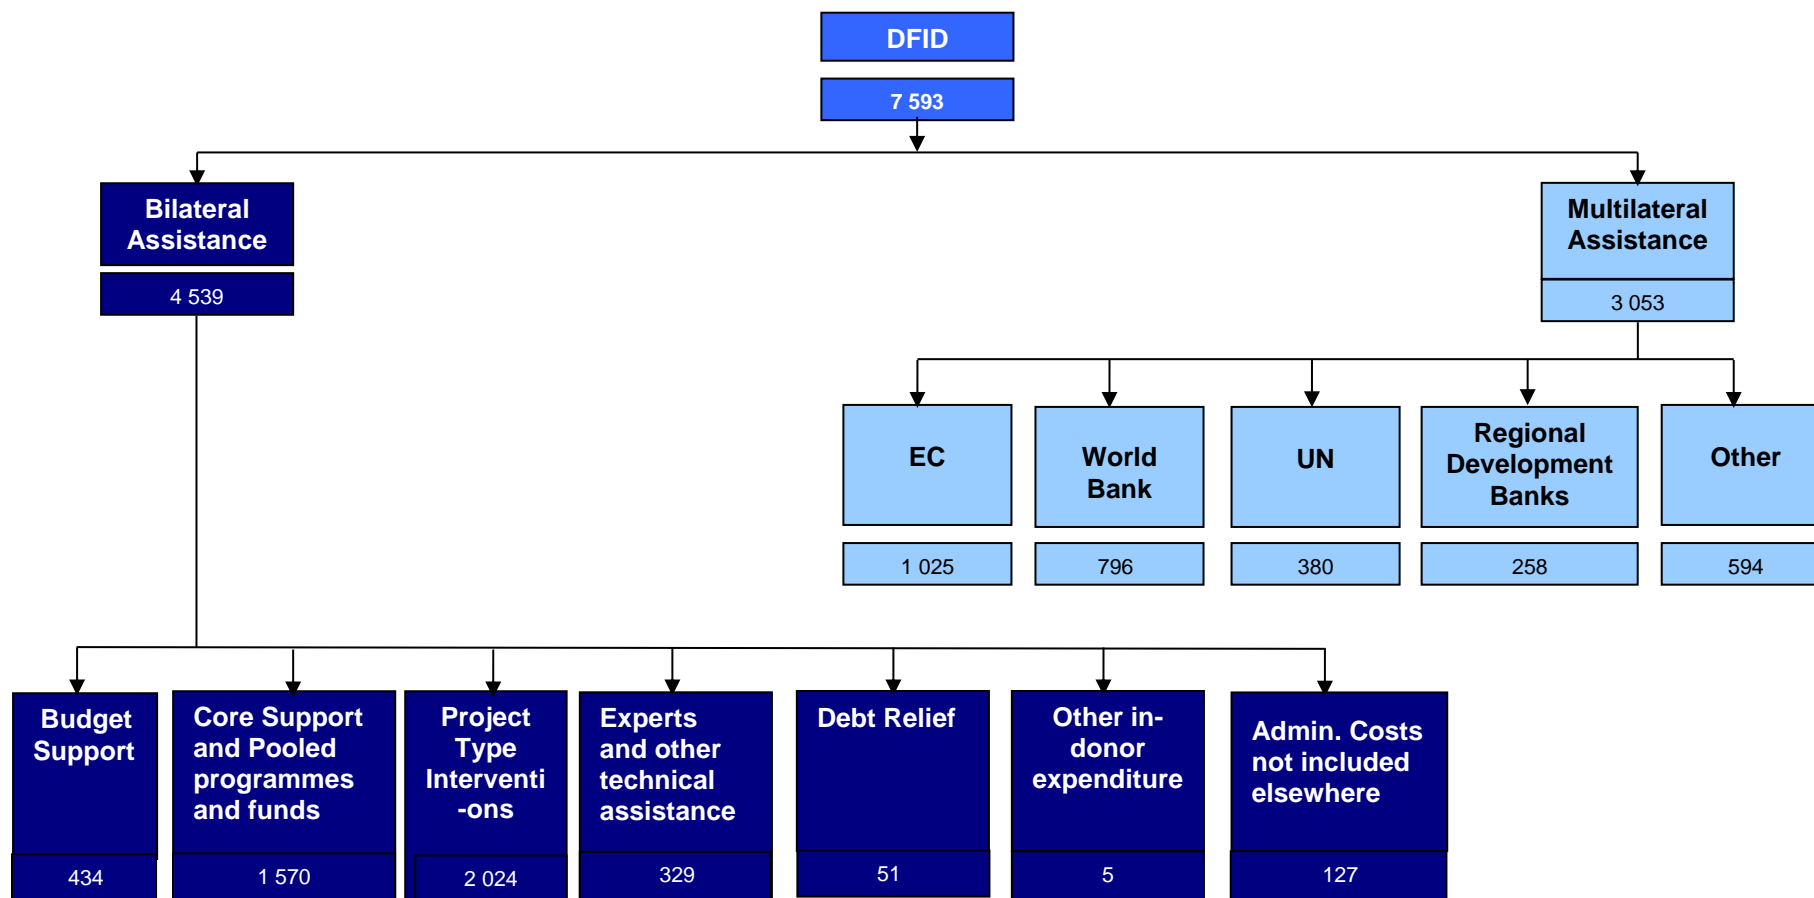 DFID
7 593
Bilateral
Assistance
4 539
Multilateral
Assistance
3 053
EC
1 025
World
Bank
796
UN
380
Regional
Development
Banks
258
Other
594
Budget
Support
434
Core Support
and Pooled
programmes
and funds
1 570
Project
Type
Interventi
-ons
2 024
Experts
and other
technical
assistance
329
Debt Relief
51
Other in-
donor
expenditure
5
Admin. Costs
not included
elsewhere
127